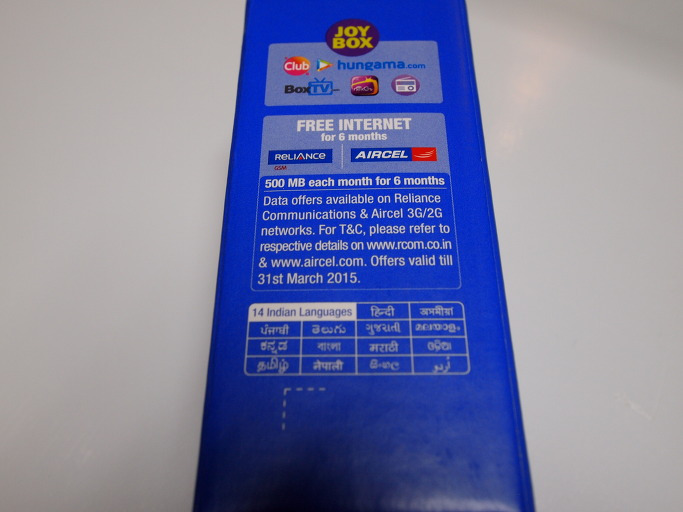 JOY
BOX
Club hungama.com
BoxTV
FREE INTERNET
for 6 months
RELIANCE AIRCEL
GSM
500 MB each month for 6 months
Data offers available on Reliance
Communications & Aircel 3G/2G
networks. For T&C, please refer to
respective details on www.rcom.co.in
& www.aircel.com. Offers valid till
31st March 2015.
14 Indian Languages हिन्दी অসমীয়া
ਪੰਜਾਬੀ తెలుగు ગુજરાતી മലയാളം
ಕನ್ನಡ বাংলা मराठी ଓଡ଼ିଆ
தமிழ் नेपाली සිංහල اُردو